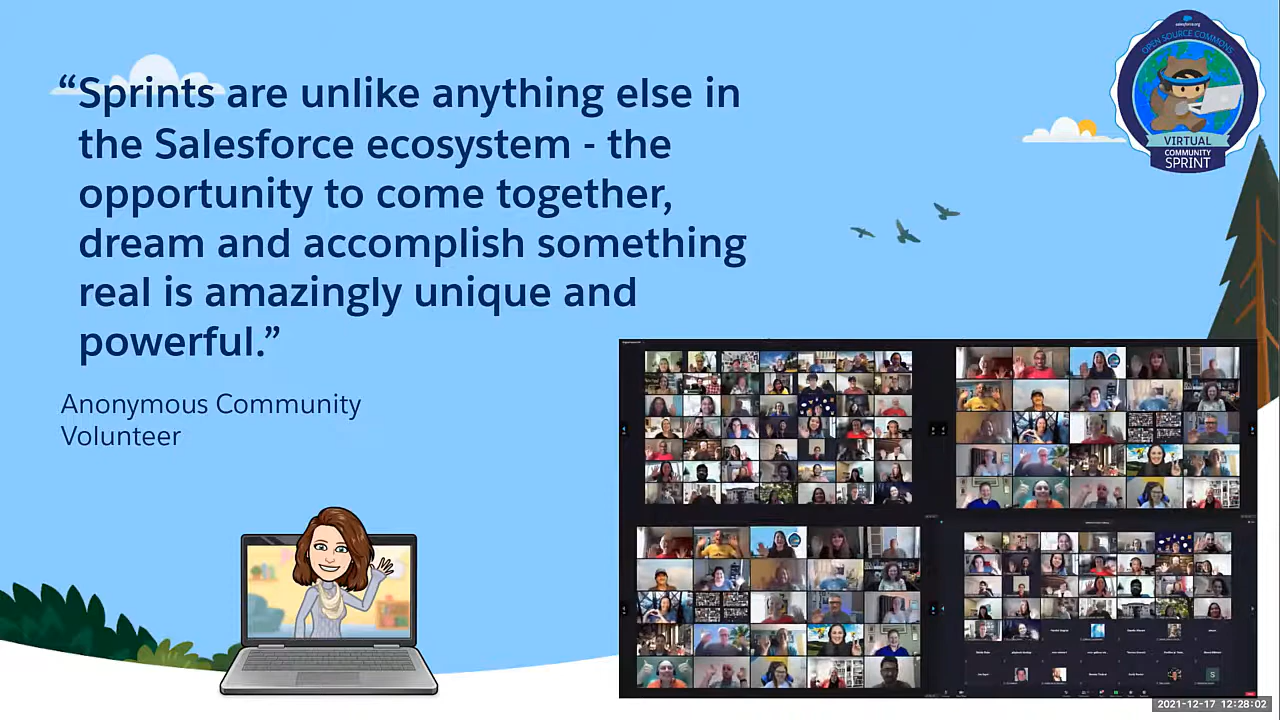 “Sprints are unlike anything else in
the Salesforce ecosystem - the
opportunity to come together,
dream and accomplish something
real is amazingly unique and
powerful.”
Anonymous Community
Volunteer
salesforce.org
OPEN SOURCE COMMONS
VIRTUAL
COMMUNITY
SPRINT
S
2021-12-17 12:28:02